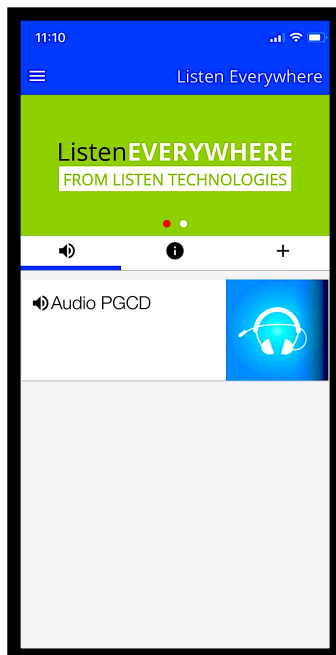 11:10
Listen Everywhere
ListenEVERYWHERE
FROM LISTEN TECHNOLOGIES
Audio PGCD